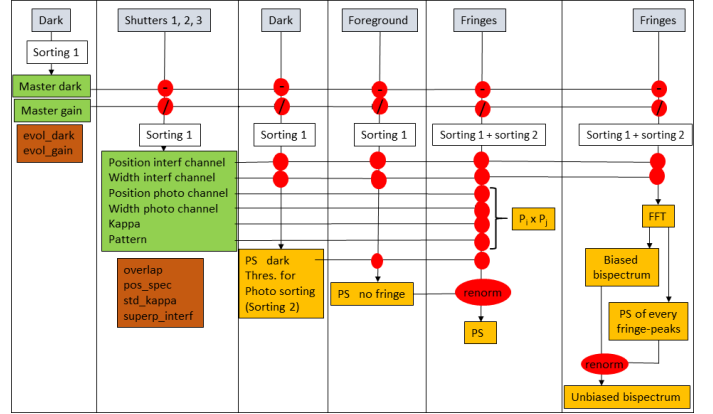 Dark
Shutters 1, 2, 3
Dark
Foreground
Fringes
Fringes
Sorting 1
Master dark
Master gain
evol_dark
evol_gain
-
-
-
-
-
/
/
/
/
/
Sorting 1
Sorting 1
Sorting 1
Sorting 1 + sorting 2
Sorting 1 + sorting 2
Position interf channel
Width interf channel
Position photo channel
Width photo channel
Kappa
Pattern
overlap
pos_spec
std_kappa
superp_interf
PS dark
Thres. for
Photo sorting
(Sorting 2)
PS no fringe
Pi x Pj
renorm
PS
FFT
Biased
bispectrum
PS of every
fringe-peaks
renorm
Unbiased bispectrum